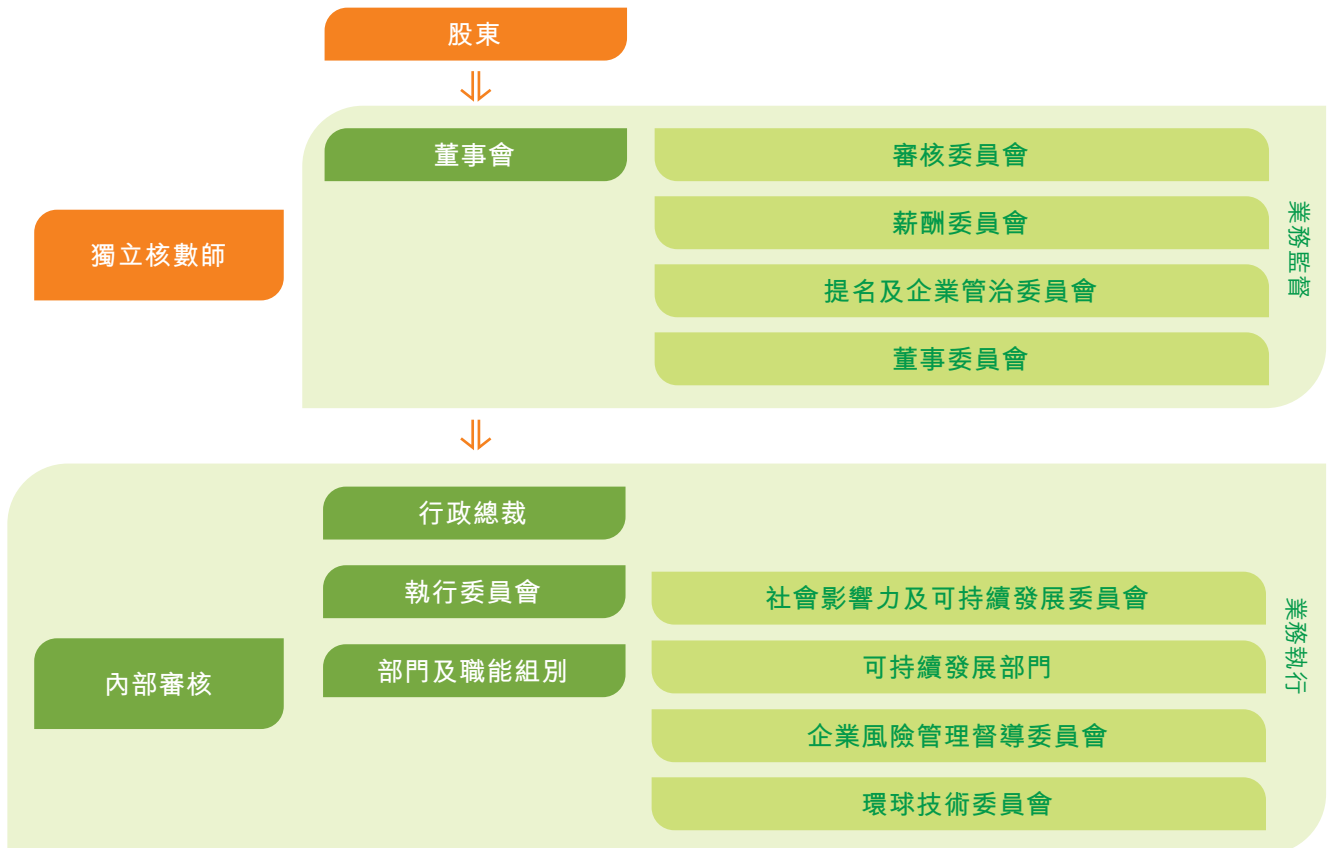 股東
董事會
審核委員會
薪酬委員會
提名及企業管治委員會
董事委員會
業務監督
獨立核數師
行政總裁
執行委員會
部門及職能組別
社會影響力及可持續發展委員會
可持續發展部門
企業風險管理督導委員會
環球技術委員會
業務執行
內部審核